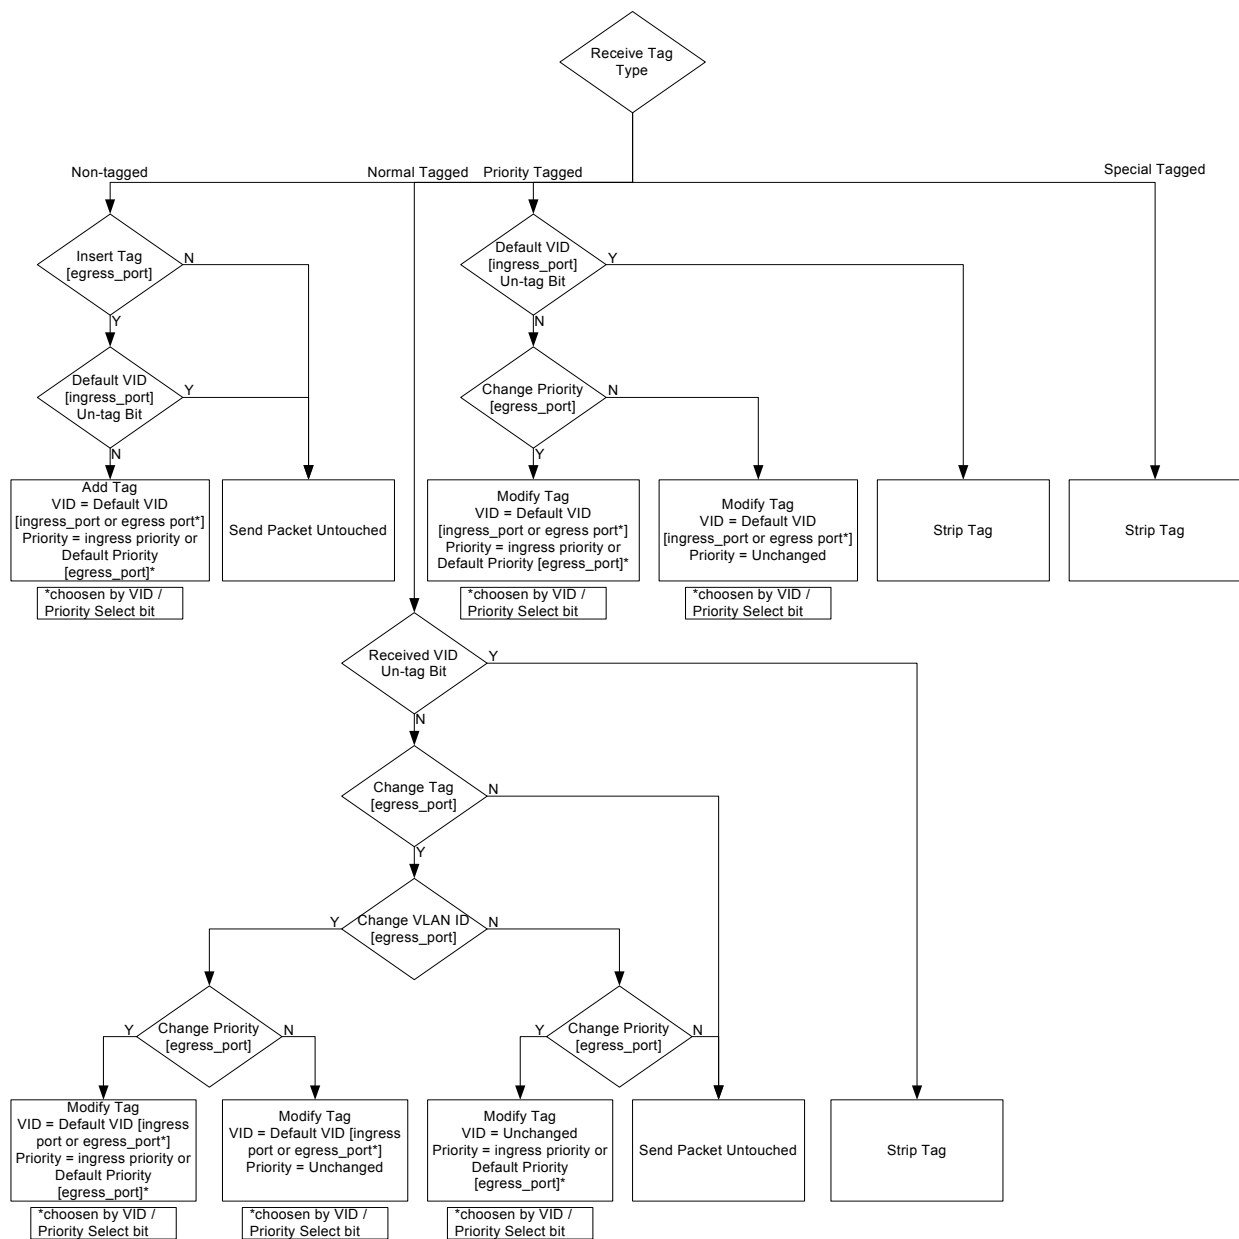 Receive Tag
Type
Non-tagged
Normal Tagged
Priority Tagged
Special Tagged
Insert Tag
[egress_port]
N
Y
Default VID
[ingress_port]
Un-tag Bit
Y
N
Default VID
[ingress_port]
Un-tag Bit
Y
N
Change Priority
[egress_port]
N
Y
Add Tag
VID = Default VID
[ingress_port or egress port*]
Priority = ingress priority or
Default Priority
[egress_port]*
*choosen by VID /
Priority Select bit
Send Packet Untouched
Modify Tag
VID = Default VID
[ingress_port or egress port*]
Priority = ingress priority or
Default Priority [egress_port]*
*choosen by VID /
Priority Select bit
Modify Tag
VID = Default VID
[ingress_port or egress port*]
Priority = Unchanged
*choosen by VID /
Priority Select bit
Strip Tag
Strip Tag
Received VID
Un-tag Bit
Y
N
Change Tag
[egress_port]
N
Y
Change VLAN ID
[egress_port]
Y
N
Change Priority
[egress_port]
Y
N
Change Priority
[egress_port]
Y
N
Modify Tag
VID = Default VID [ingress
port or egress_port*]
Priority = ingress priority or
Default Priority
[egress_port]*
*choosen by VID /
Priority Select bit
Modify Tag
VID = Default VID [ingress
port or egress_port*]
Priority = Unchanged
*choosen by VID /
Priority Select bit
Modify Tag
VID = Unchanged
Priority = ingress priority or
Default Priority
[egress_port]*
*choosen by VID /
Priority Select bit
Send Packet Untouched
Strip Tag